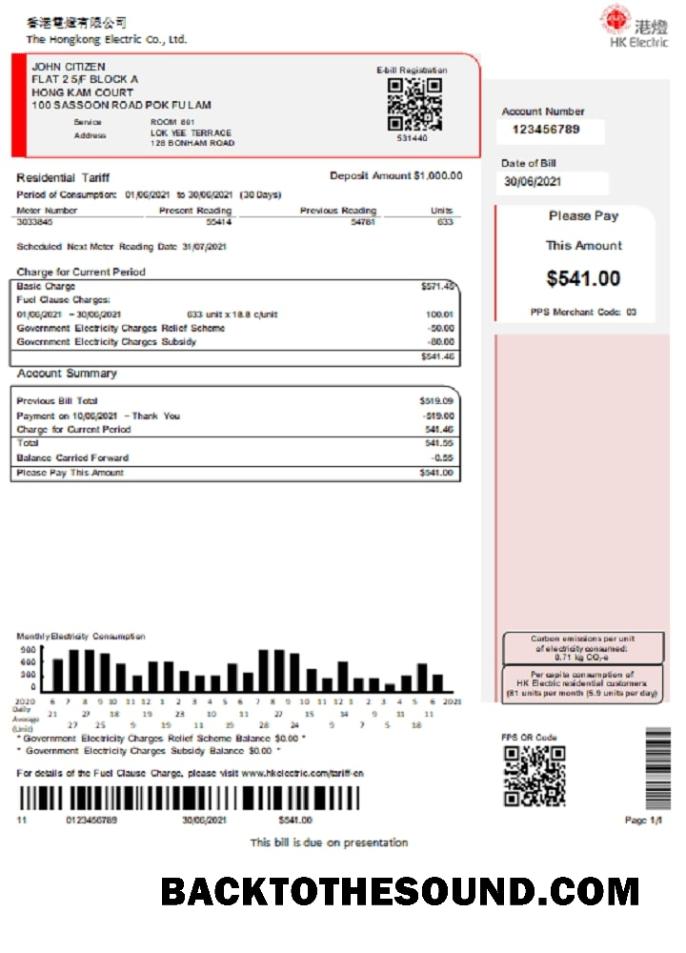 香港電燈有限公司
The Hongkong Electric Co., Ltd.
港燈
HK Electric
JOHN CITIZEN
FLAT 2 5/F BLOCK A
HONG KAM COURT
100 SASSOON ROAD POK FU LAM
Service Address
ROOM 801
LOK YEE TERRACE
128 BONHAM ROAD
E-bill Registration
531440
Account Number
123456789
Date of Bill
30/06/2021
Please Pay
This Amount
$541.00
PPS Merchant Code: 03
Residential Tariff Deposit Amount $1,000.00
Period of Consumption: 01/06/2021 to 30/06/2021 (30 Days)
Meter Number Present Reading Previous Reading Units
3033845 55414 54781 633
Scheduled Next Meter Reading Date 31/07/2021
Charge for Current Period
Basic Charge $571.45
Fuel Clause Charges:
01/06/2021 – 30/06/2021 633 unit x 18.8 c/unit 100.01
Government Electricity Charges Relief Scheme -50.00
Government Electricity Charges Subsidy -80.00
$541.46
Account Summary
Previous Bill Total $519.09
Payment on 10/06/2021 – Thank You -519.00
Charge for Current Period 541.46
Total 541.55
Balance Carried Forward -0.55
Please Pay This Amount $541.00
Monthly Electricity Consumption
900
600
300
0
2020 6 7 8 9 10 11 12 1 2 3 4 5 6 7 8 9 10 11 12 1 2 3 4 5 6 2021
Daily Average (Unit)
21 28 19 19 10 19 27 15 14 5 11
27 25 9 19 11 28 24 9 7 18
* Government Electricity Charges Relief Scheme Balance $0.00 *
* Government Electricity Charges Subsidy Balance $0.00 *
For details of the Fuel Clause Charge, please visit www.hkelectric.com/tariff-en
11 0123456789 30/06/2021 $541.00
Carbon emissions per unit
of electricity consumed:
0.71 kg CO₂-e
Per capita consumption of
HK Electric residential customers
(81 units per month (5.9 units per day)
FPS QR Code
Page 1/1
This bill is due on presentation
BACKTOTHESOUND.COM